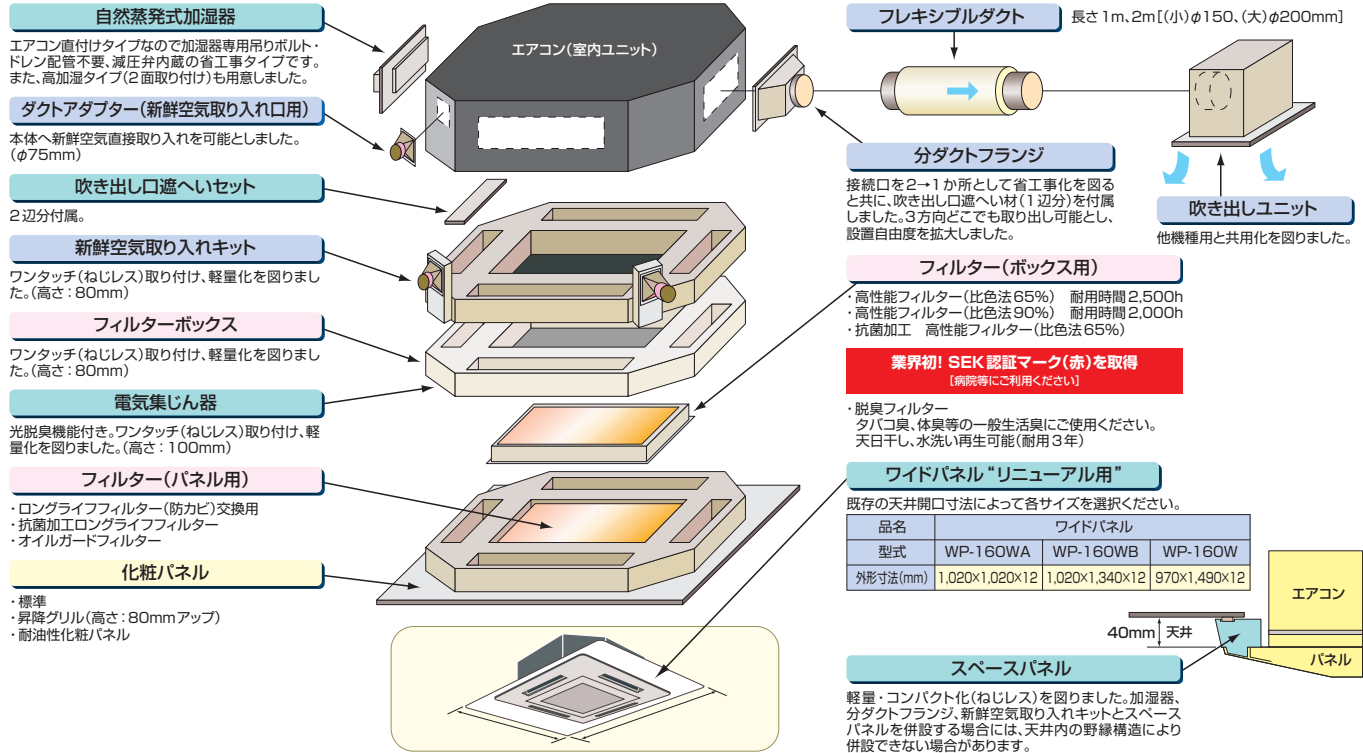 自然蒸発式加湿器
エアコン直付けタイプなので加湿器専用吊りボルト・
ドレン配管不要、減圧弁内蔵の省工事タイプです。
また、高加湿タイプ(2面取り付け)も用意しました。
ダクトアダプター(新鮮空気取り入れ口用)
本体へ新鮮空気直接取り入れを可能としました。
(φ75mm)
吹き出し口遮へいセット
2辺分付属。
新鮮空気取り入れキット
ワンタッチ(ねじレス)取り付け、軽量化を図りまし
た。(高さ：80mm)
フィルターボックス
ワンタッチ(ねじレス)取り付け、軽量化を図りまし
た。(高さ：80mm)
電気集じん器
光脱臭機能付き。ワンタッチ(ねじレス)取り付け、軽
量化を図りました。(高さ：100mm)
フィルター(パネル用)
・ロングライフフィルター(防カビ)交換用
・抗菌加工ロングライフフィルター
・オイルガードフィルター
化粧パネル
・標準
・昇降グリル(高さ：80mmアップ)
・耐油性化粧パネル
エアコン(室内ユニット)
フレキシブルダクト
長さ1m、2m[(小)φ150、(大)φ200mm]
分ダクトフランジ
接続口を2→1か所として省工事化を図る
と共に、吹き出し口遮へい材(1辺分)を付属
しました。3方向どこでも取り出し可能とし、
設置自由度を拡大しました。
吹き出しユニット
他機種用と共用化を図りました。
フィルター(ボックス用)
・高性能フィルター(比色法65%)　耐用時間2,500h
・高性能フィルター(比色法90%)　耐用時間2,000h
・抗菌加工　高性能フィルター(比色法65%)
業界初! SEK認証マーク(赤)を取得
[病院等にご利用ください]
・脱臭フィルター
タバコ臭、体臭等の一般生活臭にご使用ください。
天日干し、水洗い再生可能(耐用3年)
ワイドパネル“リニューアル用”
既存の天井開口寸法によって各サイズを選択ください。
品名 ワイドパネル
型式 WP-160WA WP-160WB WP-160W
外形寸法(mm) 1,020×1,020×12 1,020×1,340×12 970×1,490×12
エアコン
40mm 天井
パネル
スペースパネル
軽量・コンパクト化(ねじレス)を図りました。加湿器、
分ダクトフランジ、新鮮空気取り入れキットとスペース
パネルを併設する場合には、天井内の野縁構造により
併設できない場合があります。